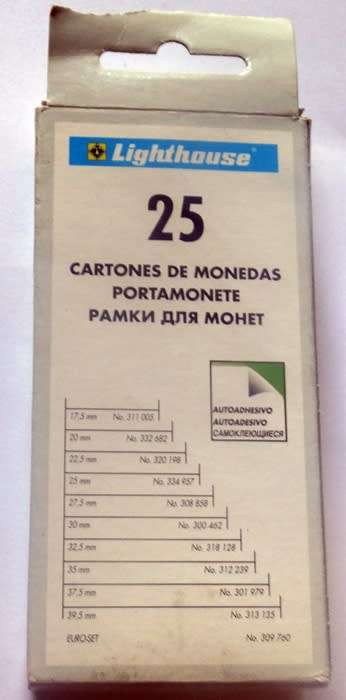 Lighthouse®
25
CARTONES DE MONEDAS
PORTAMONETE
РАМКИ ДЛЯ МОНЕТ
AUTOADHESIVO
AUTOADESIVO
САМОКЛЕЮЩИЕСЯ
17,5 mm No. 311 005
20 mm No. 332 682
22,5 mm No. 320 198
25 mm No. 334 957
27,5 mm No. 308 858
30 mm No. 300 462
32,5 mm No. 318 128
35 mm No. 312 239
37,5 mm No. 301 979
39,5 mm No. 313 135
EURO-SET No. 309 760